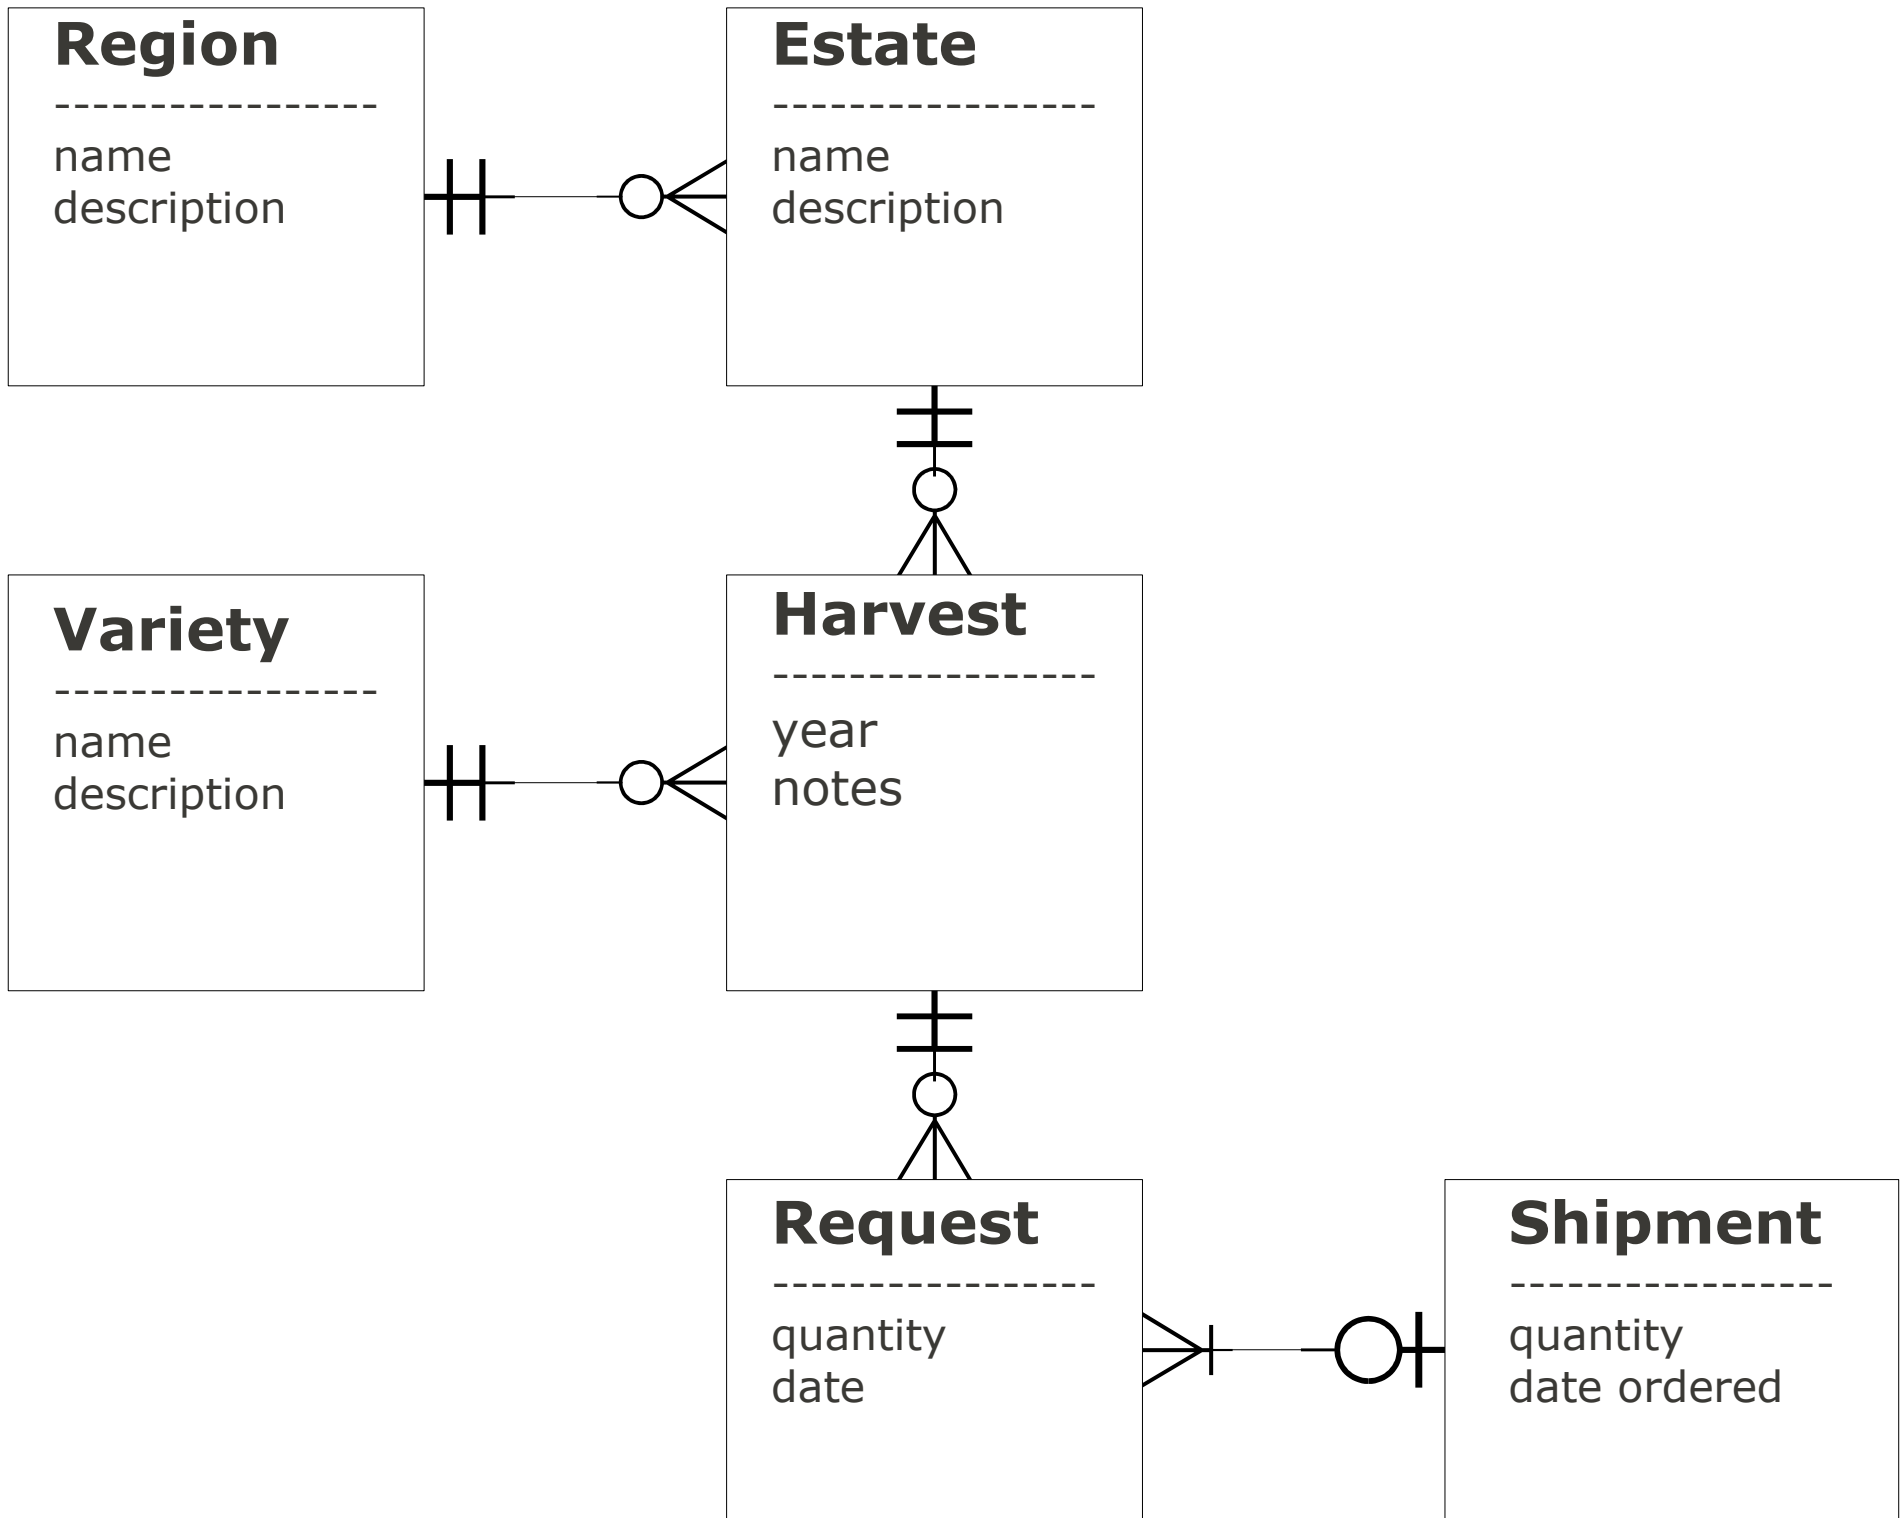 Region
-----------------
name
description
Estate
-----------------
name
description
Variety
-----------------
name
description
Harvest
-----------------
year
notes
Request
-----------------
quantity
date
Shipment
-----------------
quantity
date ordered